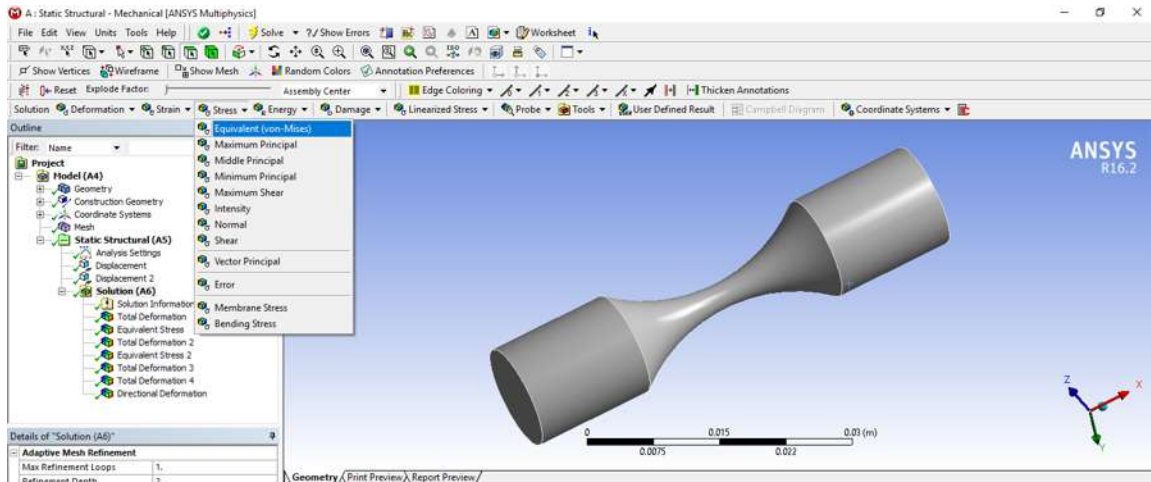 A : Static Structural - Mechanical [ANSYS Multiphysics]
File Edit View Units Tools Help Solve ?/ Show Errors Worksheet
Show Vertices Wireframe Show Mesh Random Colors Annotation Preferences
Reset Explode Factor: Assembly Center Edge Coloring Thicken Annotations
Solution Deformation Strain Stress Energy Damage Linearized Stress Probe Tools User Defined Result Campbell Diagram Coordinate Systems
Outline
Filter: Name
Project
Model (A4)
Geometry
Construction Geometry
Coordinate Systems
Mesh
Static Structural (A5)
Analysis Settings
Displacement
Displacement 2
Solution (A6)
Solution Information
Total Deformation
Equivalent Stress
Total Deformation 2
Equivalent Stress 2
Total Deformation 3
Total Deformation 4
Directional Deformation
Equivalent (von-Mises)
Maximum Principal
Middle Principal
Minimum Principal
Maximum Shear
Intensity
Normal
Shear
Vector Principal
Error
Membrane Stress
Bending Stress
ANSYS
R16.2
0 0.015 0.03 (m)
0.0075 0.022
Z X
Y
Details of "Solution (A6)"
Adaptive Mesh Refinement
Max Refinement Loops 1.
Refinement Depth 2.
Geometry Print Preview Report Preview